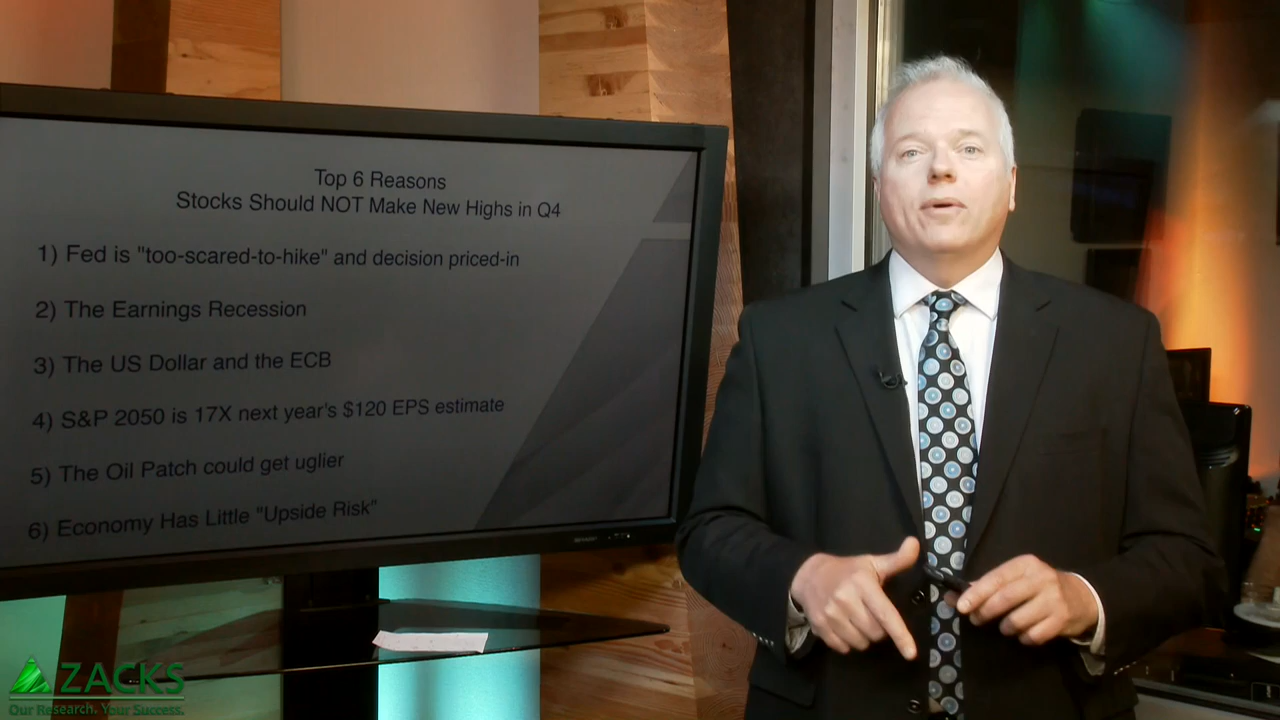 Top 6 Reasons
Stocks Should NOT Make New Highs in Q4
1) Fed is "too-scared-to-hike" and decision priced-in
2) The Earnings Recession
3) The US Dollar and the ECB
4) S&P 2050 is 17X next year's $120 EPS estimate
5) The Oil Patch could get uglier
6) Economy Has Little "Upside Risk"
SHARP
ZACKS
Our Research. Your Success.